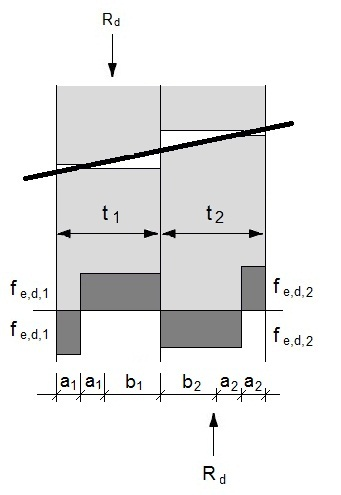 Rd
t1 t2
fe,d,1 fe,d,2
fe,d,1 fe,d,2
a1 a1 b1 b2 a2 a2
Rd